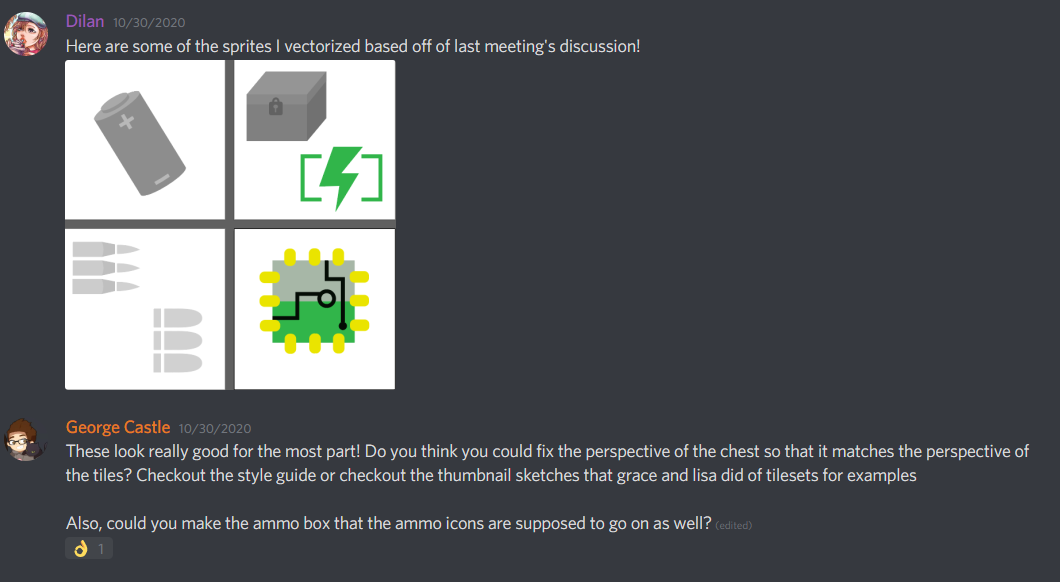 Dilan 10/30/2020
Here are some of the sprites I vectorized based off of last meeting's discussion!
George Castle 10/30/2020
These look really good for the most part! Do you think you could fix the perspective of the chest so that it matches the perspective of
the tiles? Checkout the style guide or checkout the thumbnail sketches that grace and lisa did of tilesets for examples
Also, could you make the ammo box that the ammo icons are supposed to go on as well? (edited)
1